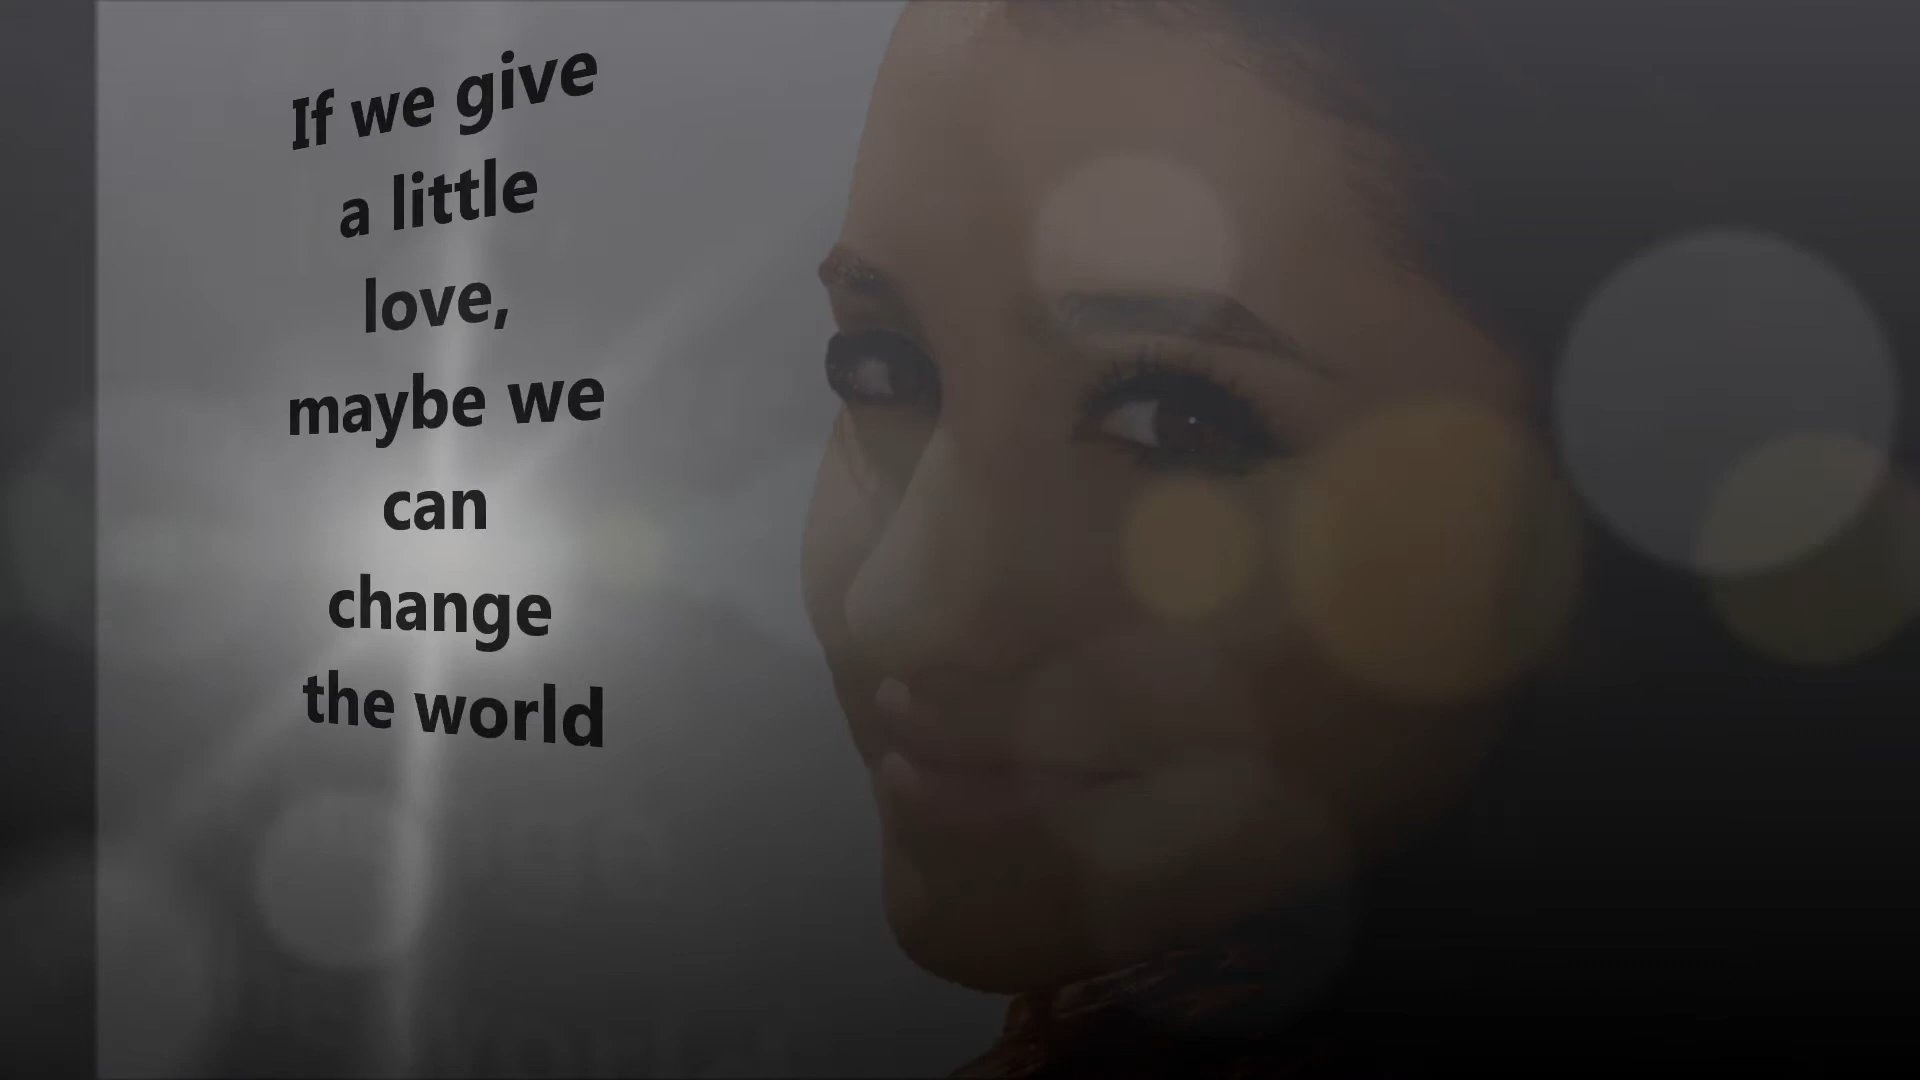 If we give
a little
love,
maybe we
can
change
the world